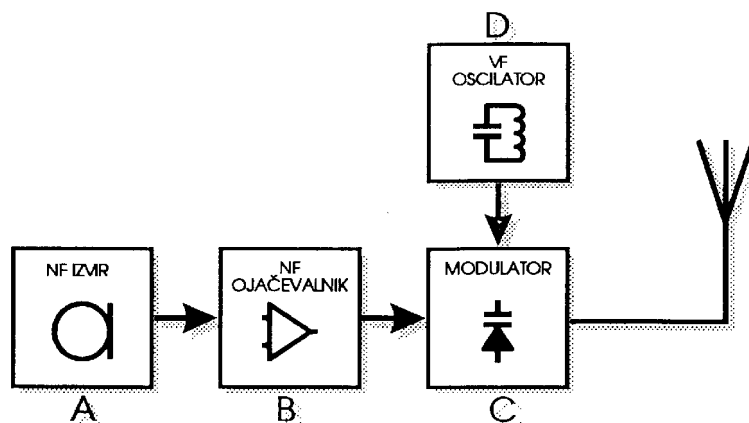 D
VF
OSCILATOR
NF IZVIR
NF
OJAČEVALNIK
MODULATOR
A
B
C